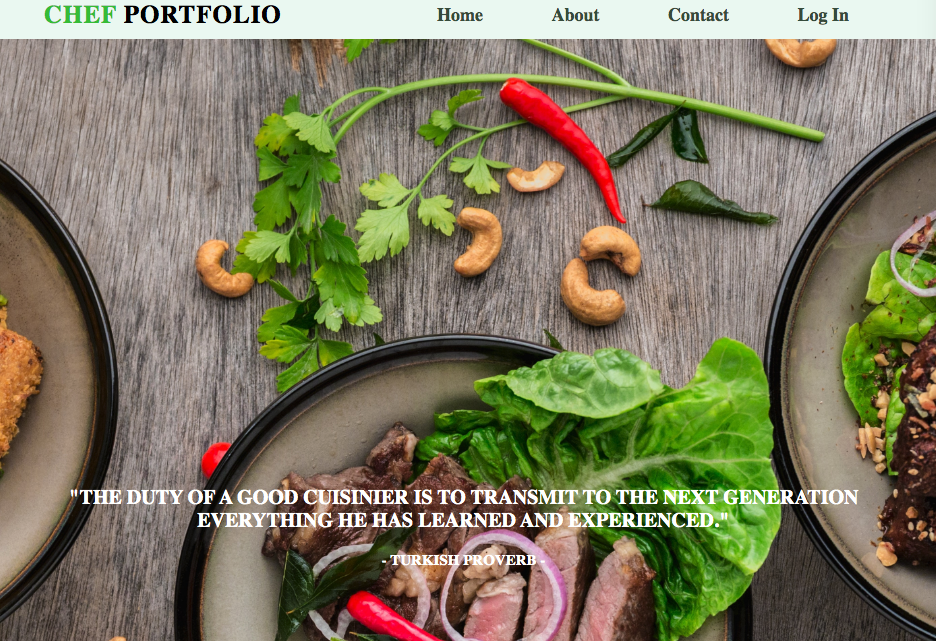 CHEF PORTFOLIO Home About Contact Log In
"THE DUTY OF A GOOD CUISINIER IS TO TRANSMIT TO THE NEXT GENERATION
EVERYTHING HE HAS LEARNED AND EXPERIENCED."
- TURKISH PROVERB -